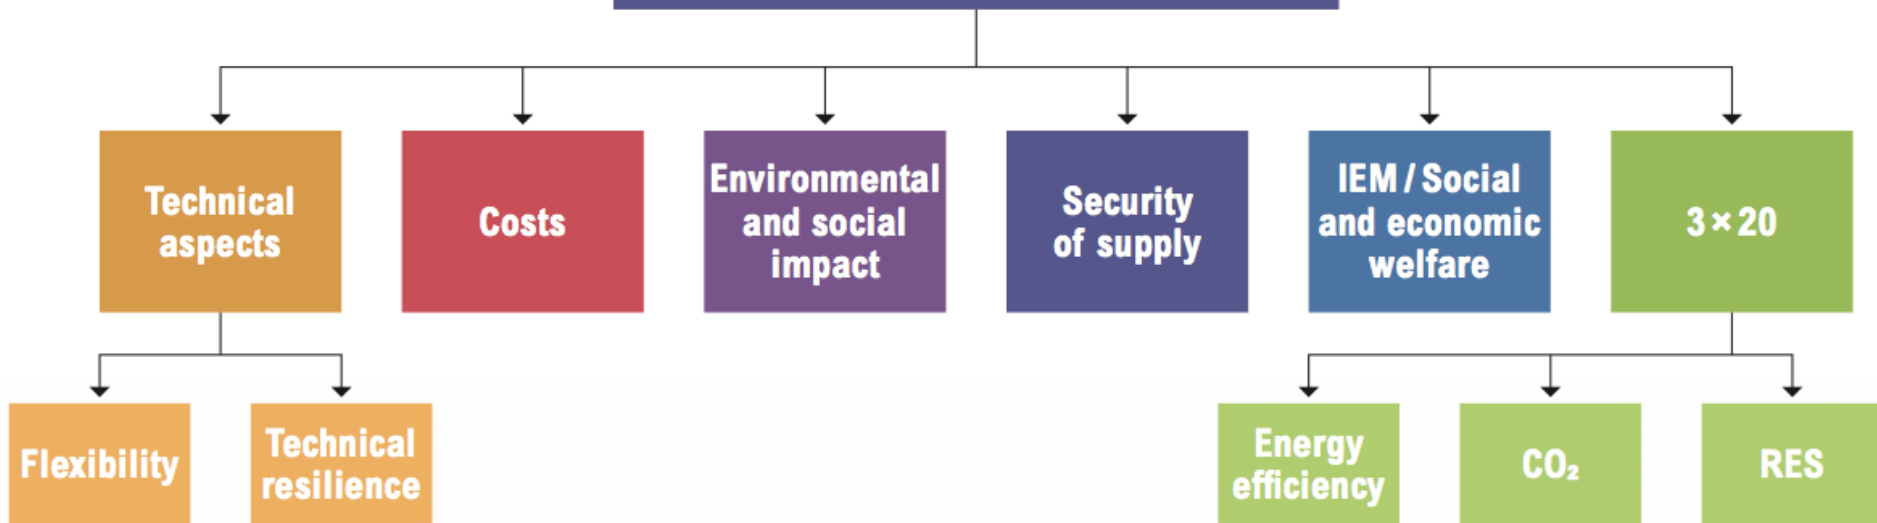 Technical
aspects
Costs
Environmental
and social
impact
Security
of supply
IEM / Social
and economic
welfare
3 × 20
Flexibility
Technical
resilience
Energy
efficiency
CO₂
RES